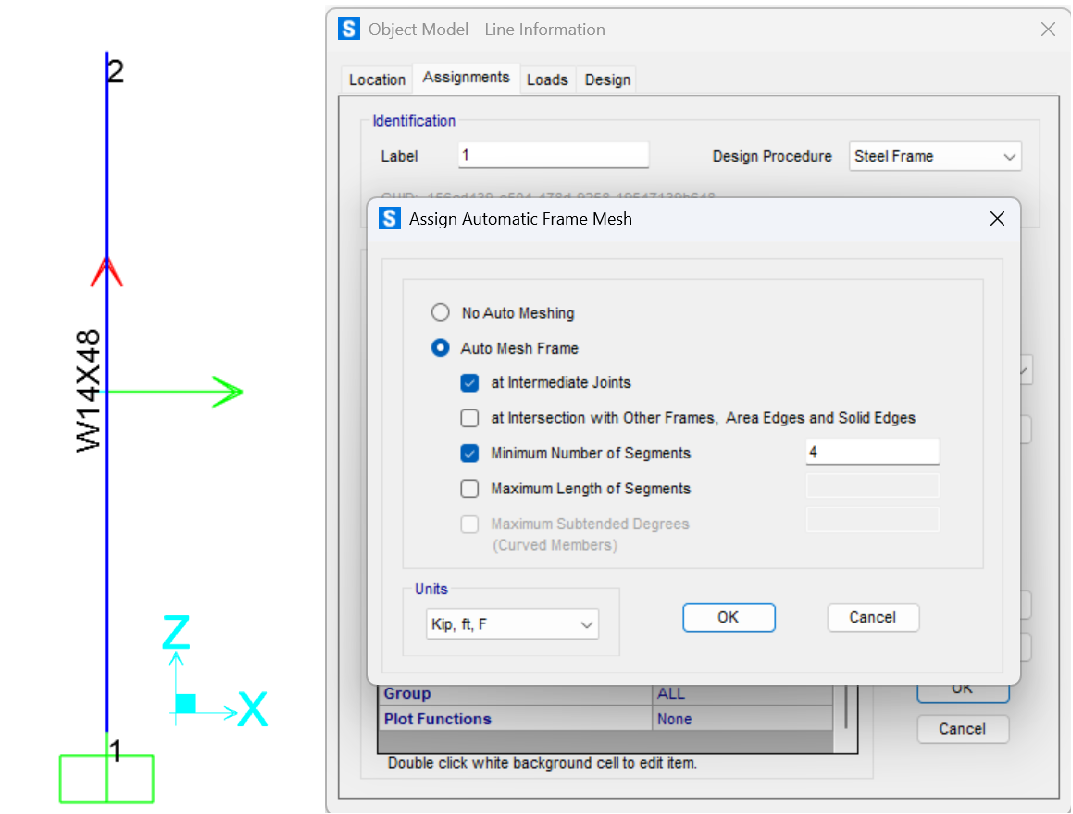 2
W14X48
Z
X
1
S Object Model Line Information
Location Assignments Loads Design
Identification
Label 1 Design Procedure Steel Frame
S Assign Automatic Frame Mesh
No Auto Meshing
Auto Mesh Frame
at Intermediate Joints
at Intersection with Other Frames, Area Edges and Solid Edges
Minimum Number of Segments 4
Maximum Length of Segments
Maximum Subtended Degrees
(Curved Members)
Units
Kip, ft, F OK Cancel
Group ALL OK
Plot Functions None Cancel
Double click white background cell to edit item.